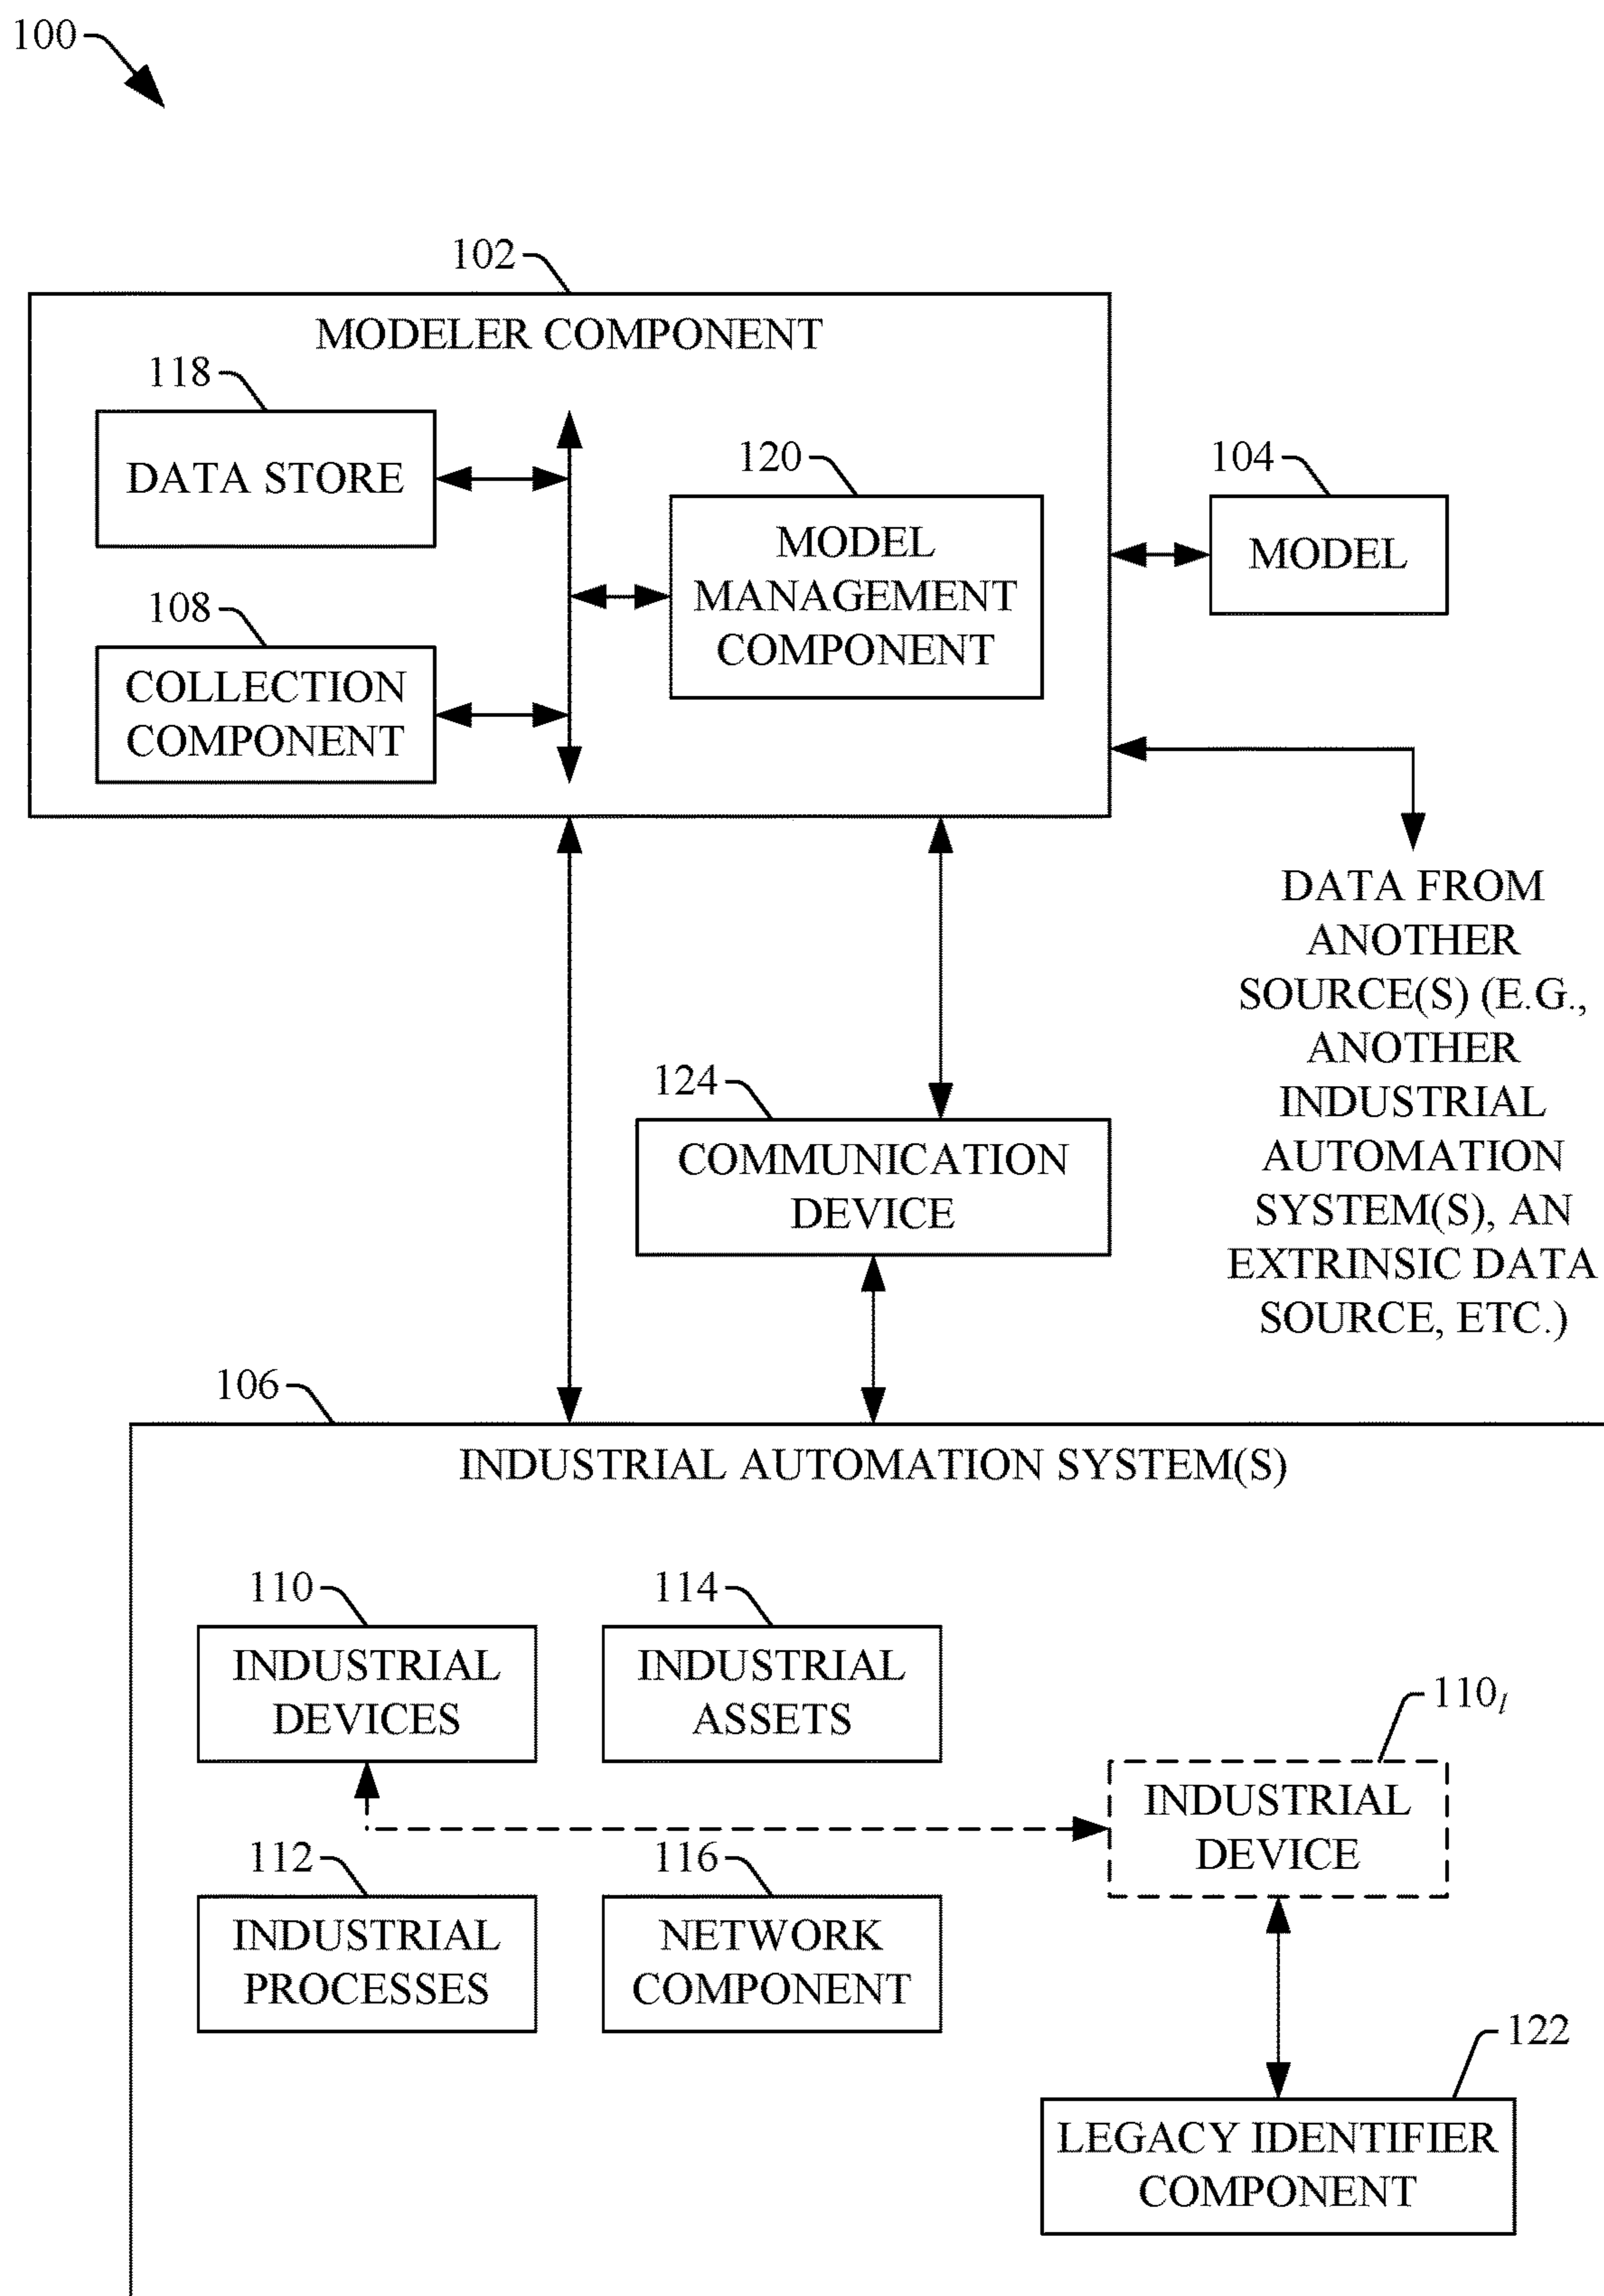 100
102
MODELER COMPONENT
118
DATA STORE
120
MODEL
MANAGEMENT
COMPONENT
104
MODEL
108
COLLECTION
COMPONENT
DATA FROM
ANOTHER
SOURCE(S) (E.G.,
ANOTHER
INDUSTRIAL
AUTOMATION
SYSTEM(S), AN
EXTRINSIC DATA
SOURCE, ETC.)
124
COMMUNICATION
DEVICE
106
INDUSTRIAL AUTOMATION SYSTEM(S)
110
INDUSTRIAL
DEVICES
114
INDUSTRIAL
ASSETS
110l
INDUSTRIAL
DEVICE
112
INDUSTRIAL
PROCESSES
116
NETWORK
COMPONENT
122
LEGACY IDENTIFIER
COMPONENT